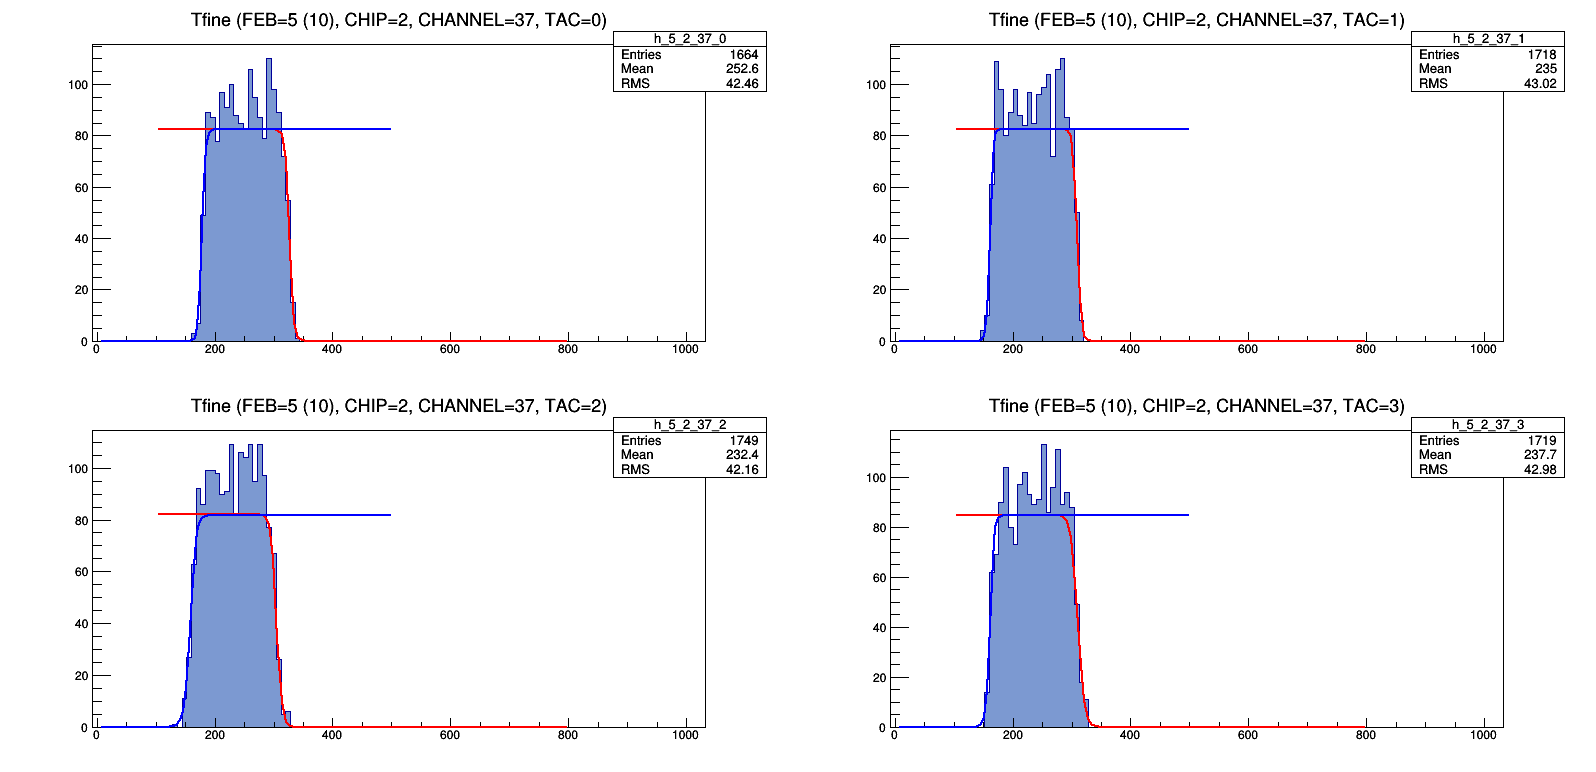 Tfine (FEB=5 (10), CHIP=2, CHANNEL=37, TAC=0)
h_5_2_37_0
Entries 1664
Mean 252.6
RMS 42.46
100
80
60
40
20
0
0 200 400 600 800 1000
Tfine (FEB=5 (10), CHIP=2, CHANNEL=37, TAC=1)
h_5_2_37_1
Entries 1718
Mean 235
RMS 43.02
100
80
60
40
20
0
0 200 400 600 800 1000
Tfine (FEB=5 (10), CHIP=2, CHANNEL=37, TAC=2)
h_5_2_37_2
Entries 1749
Mean 232.4
RMS 42.16
100
80
60
40
20
0
0 200 400 600 800 1000
Tfine (FEB=5 (10), CHIP=2, CHANNEL=37, TAC=3)
h_5_2_37_3
Entries 1719
Mean 237.7
RMS 42.98
100
80
60
40
20
0
0 200 400 600 800 1000